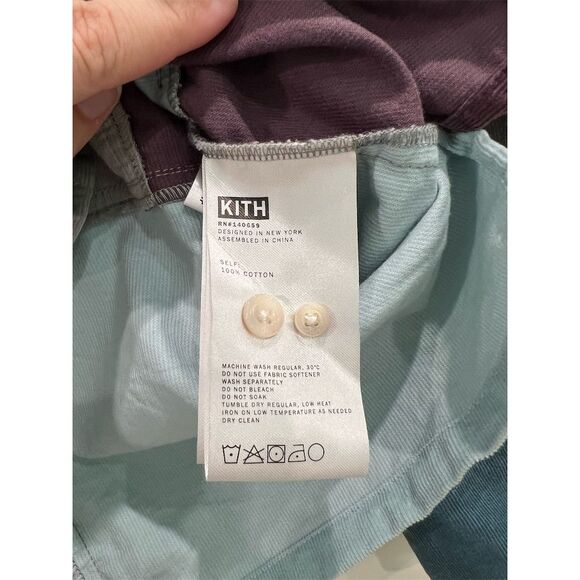 KITH
RN#140659
DESIGNED IN NEW YORK
ASSEMBLED IN CHINA
SELF:
100% COTTON
MACHINE WASH REGULAR, 30°C
DO NOT USE FABRIC SOFTENER
WASH SEPARATELY
DO NOT BLEACH
DO NOT SOAK
TUMBLE DRY REGULAR, LOW HEAT
IRON ON LOW TEMPERATURE AS NEEDED
DRY CLEAN